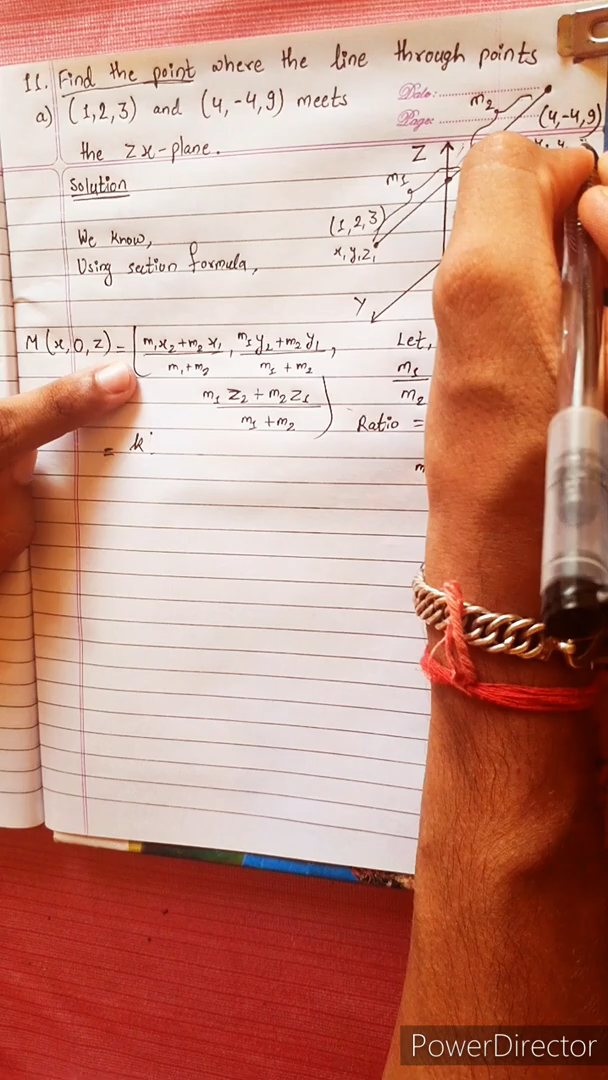 11. Find the point where the line through points
a) (1,2,3) and (4,-4,9) meets
the zx-plane.
Date:
Page:
m2
(4,-4,9)
Z
m1
(1,2,3)
x, y, z1
Y
Solution
We know,
Using section formula,
M(x,0,z) = (m1x2+m2x1/m1+m2, m1y2+m2y1/m1+m2,
m1z2+m2z1/m1+m2)
Let,
m1/m2
Ratio =
m
= k:
PowerDirector